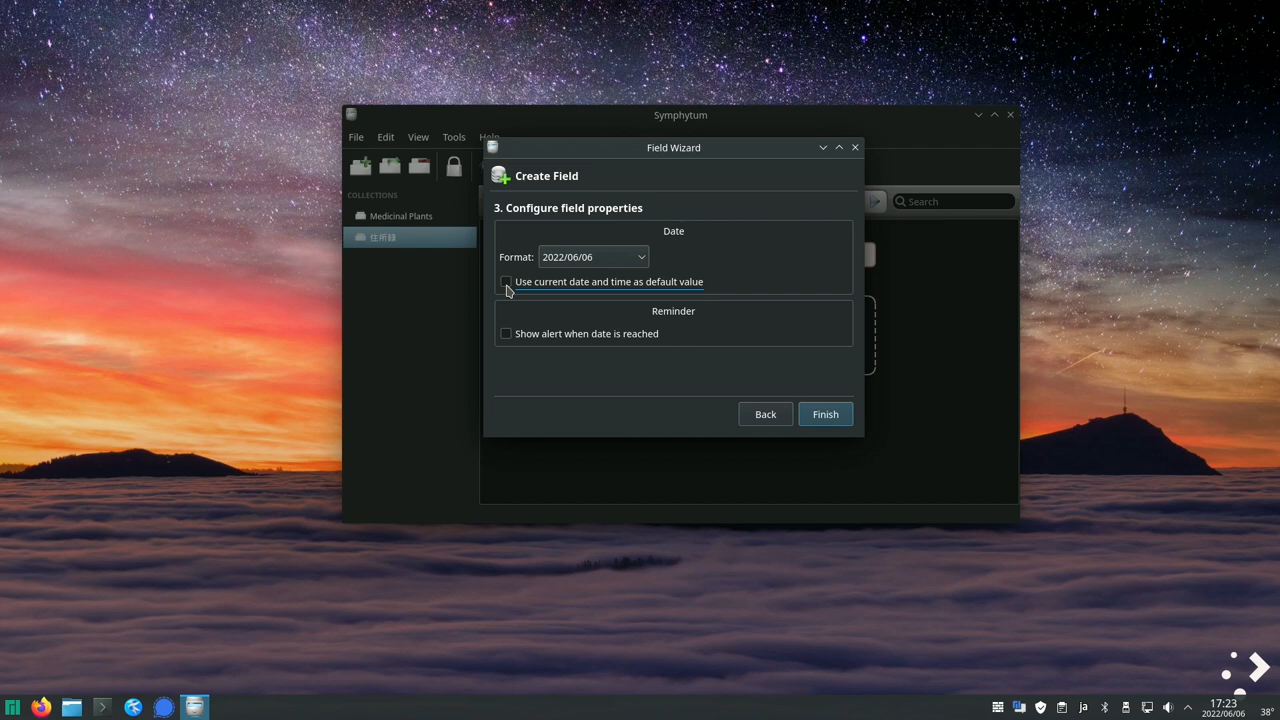 Symphytum
File Edit View Tools Help
COLLECTIONS
Medicinal Plants
住所録
Search
Field Wizard
Create Field
3. Configure field properties
Date
Format: 2022/06/06
Use current date and time as default value
Reminder
Show alert when date is reached
Back Finish
ja
17:23
2022/06/06
38°